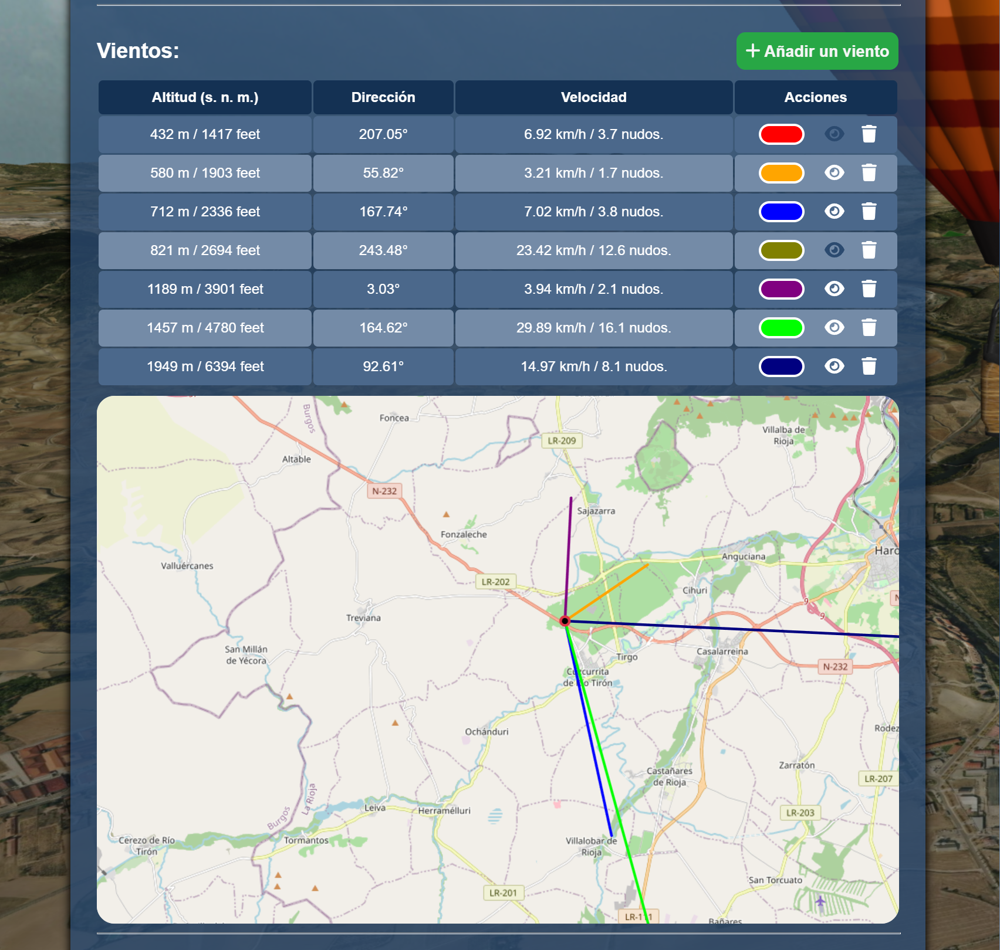 Vientos:
+ Añadir un viento
Altitud (s. n. m.) Dirección Velocidad Acciones
432 m / 1417 feet 207.05° 6.92 km/h / 3.7 nudos.
580 m / 1903 feet 55.82° 3.21 km/h / 1.7 nudos.
712 m / 2336 feet 167.74° 7.02 km/h / 3.8 nudos.
821 m / 2694 feet 243.48° 23.42 km/h / 12.6 nudos.
1189 m / 3901 feet 3.03° 3.94 km/h / 2.1 nudos.
1457 m / 4780 feet 164.62° 29.89 km/h / 16.1 nudos.
1949 m / 6394 feet 92.61° 14.97 km/h / 8.1 nudos.
Burgos
Foncea
Villalba de
Rioja
LR-209
Altable
N-232
Sajazarra
Fonzaleche
Anguciana
Haro
Valluércanes
LR-202
Cihuri
9
9
Treviana
San Millán
de Yécora
Casalarreina
Tirgo
N-232
Cuzcurrita
de Río Tirón
Ochánduri
Rodez
Zarratón
Castañares
de Rioja
LR-207
La Rioja
Burgos
Leiva
Herramélluri
LR-203
Cerezo de Río
Tirón
Tormantos
Villalobar de
Rioja
San Torcuato
LR-201
LR-111
Bañares